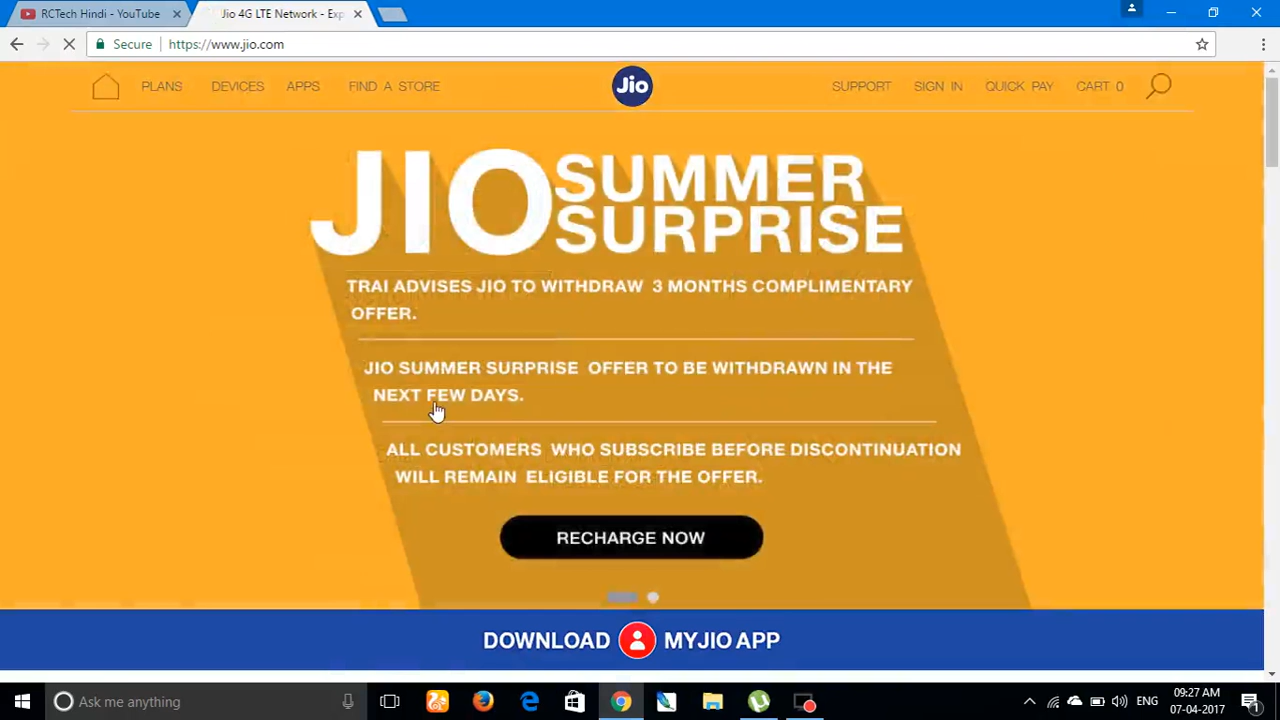 RCTech Hindi - YouTube
Jio 4G LTE Network - Exp
Secure https://www.jio.com
PLANS DEVICES APPS FIND A STORE Jio SUPPORT SIGN IN QUICK PAY CART 0
JIO SUMMER
SURPRISE
TRAI ADVISES JIO TO WITHDRAW 3 MONTHS COMPLIMENTARY
OFFER.
JIO SUMMER SURPRISE OFFER TO BE WITHDRAWN IN THE
NEXT FEW DAYS.
ALL CUSTOMERS WHO SUBSCRIBE BEFORE DISCONTINUATION
WILL REMAIN ELIGIBLE FOR THE OFFER.
RECHARGE NOW
DOWNLOAD MYJIO APP
Ask me anything
ENG
09:27 AM
07-04-2017
1